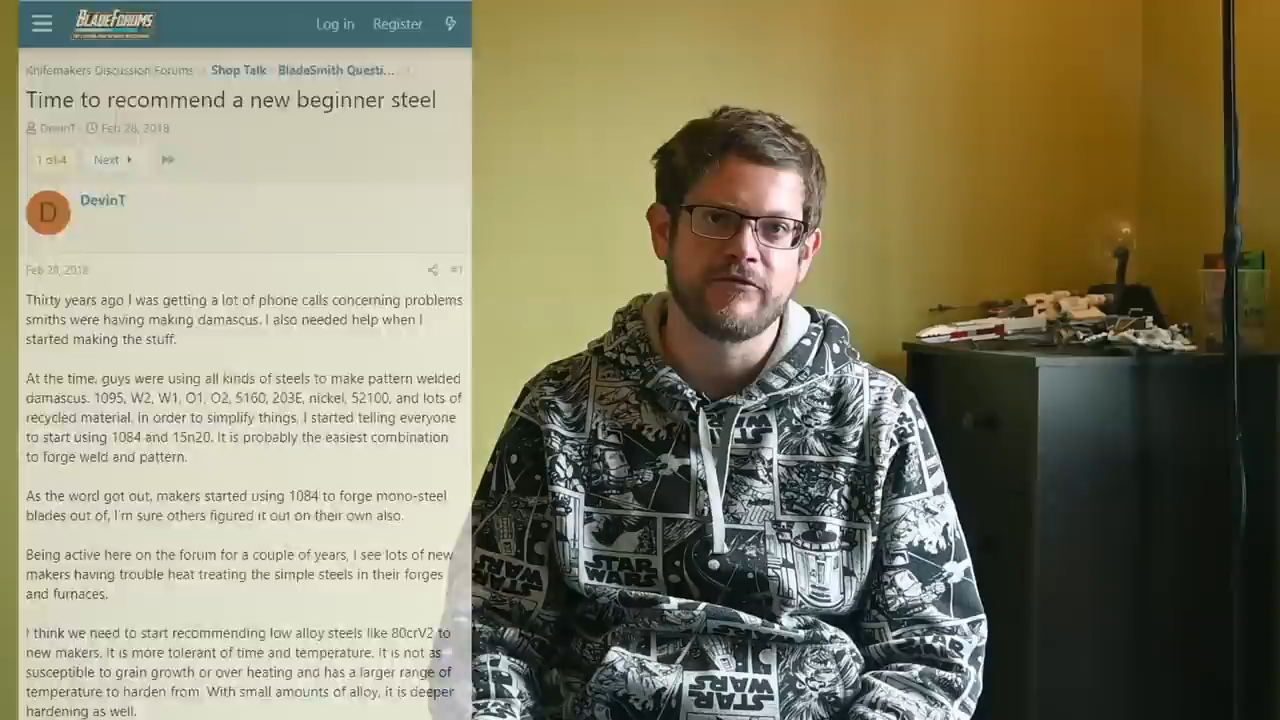 BLADEFORUMS
Log in Register
Knifemakers Discussion Forums Shop Talk BladeSmith Questi...
Time to recommend a new beginner steel
DevinT Feb 28, 2018
1 of 4 Next
D DevinT
Feb 28, 2018 #1
Thirty years ago I was getting a lot of phone calls concerning problems
smiths were having making damascus. I also needed help when I
started making the stuff.
At the time, guys were using all kinds of steels to make pattern welded
damascus. 1095, W2, W1, O1, O2, 5160, 203E, nickel, 52100, and lots of
recycled material. In order to simplify things, I started telling everyone
to start using 1084 and 15n20. It is probably the easiest combination
to forge weld and pattern.
As the word got out, makers started using 1084 to forge mono-steel
blades out of, I'm sure others figured it out on their own also.
Being active here on the forum for a couple of years, I see lots of new
makers having trouble heat treating the simple steels in their forges
and furnaces.
I think we need to start recommending low alloy steels like 80crV2 to
new makers. It is more tolerant of time and temperature. It is not as
susceptible to grain growth or over heating and has a larger range of
temperature to harden from. With small amounts of alloy, it is deeper
hardening as well.
STAR
WARS
STAR
WARS
STAR
WARS